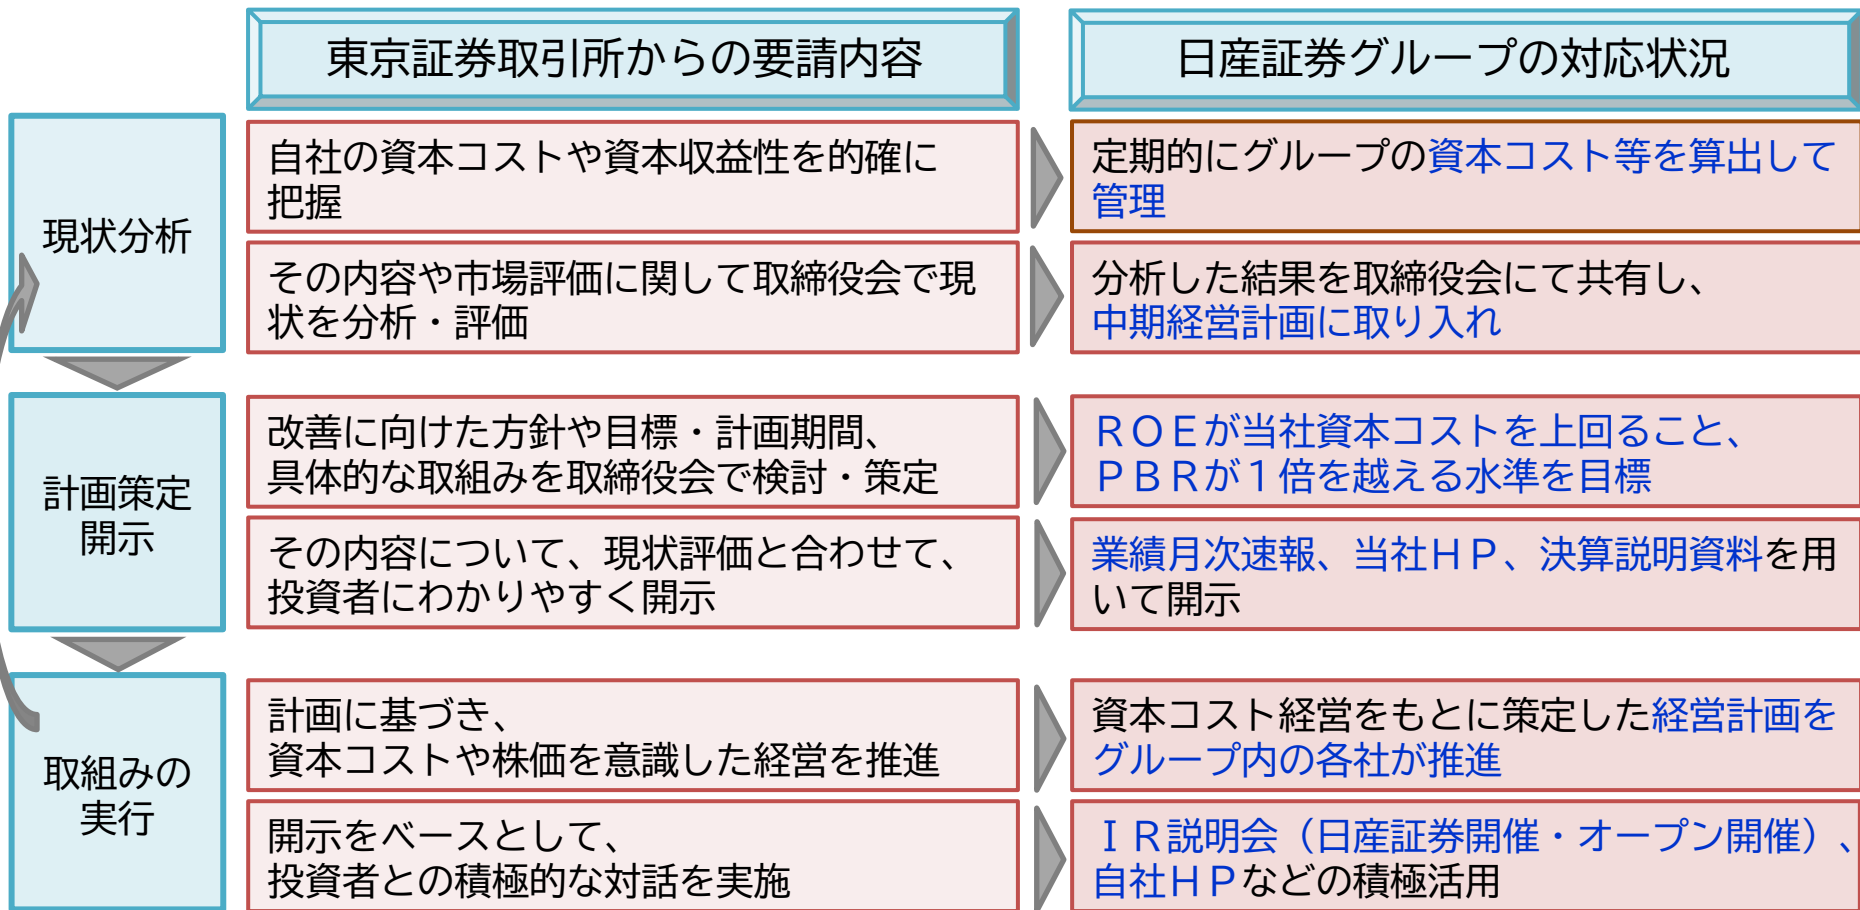 東京証券取引所からの要請内容
日産証券グループの対応状況
現状分析
自社の資本コストや資本収益性を的確に
把握
定期的にグループの資本コスト等を算出して
管理
その内容や市場評価に関して取締役会で現
状を分析・評価
分析した結果を取締役会にて共有し、
中期経営計画に取り入れ
計画策定
開示
改善に向けた方針や目標・計画期間、
具体的な取組みを取締役会で検討・策定
ＲＯＥが当社資本コストを上回ること、
ＰＢＲが１倍を越える水準を目標
その内容について、現状評価と合わせて、
投資者にわかりやすく開示
業績月次速報、当社ＨＰ、決算説明資料を用
いて開示
取組みの
実行
計画に基づき、
資本コストや株価を意識した経営を推進
資本コスト経営をもとに策定した経営計画を
グループ内の各社が推進
開示をベースとして、
投資者との積極的な対話を実施
ＩＲ説明会（日産証券開催・オープン開催）、
自社ＨＰなどの積極活用